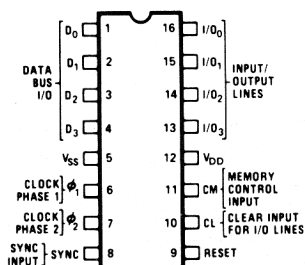 D0 1 16 I/O0
D1 2 15 I/O1
DATA BUS I/O
INPUT/ OUTPUT LINES
D2 3 14 I/O2
D3 4 13 I/O3
VSS 5 12 VDD
CLOCK PHASE 1 ϕ1 6 11 CM MEMORY CONTROL INPUT
CLOCK PHASE 2 ϕ2 7 10 CL CLEAR INPUT FOR I/O LINES
SYNC INPUT SYNC 8 9 RESET